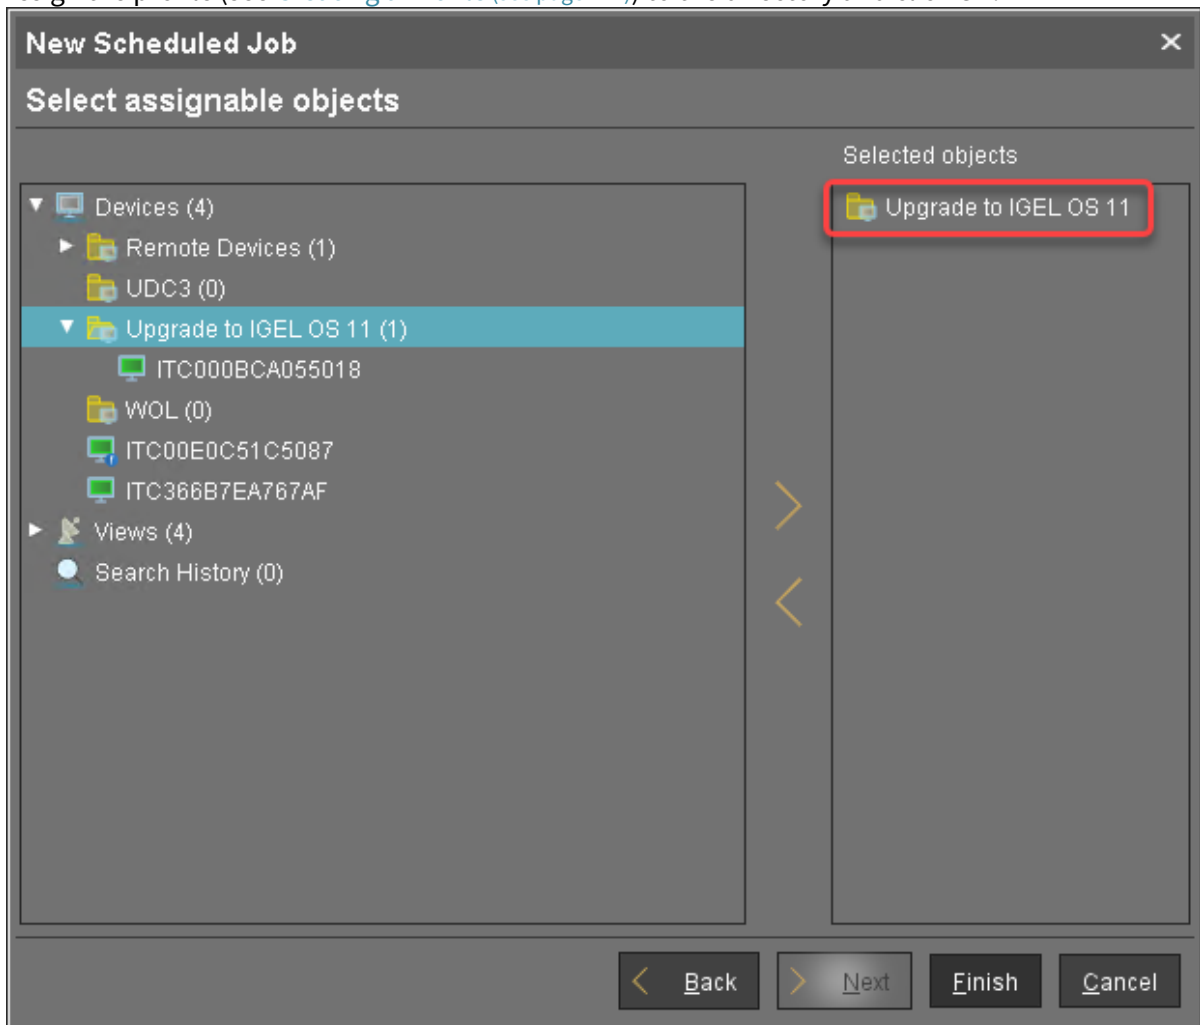 New Scheduled Job
Select assignable objects
Selected objects
Devices (4)
Upgrade to IGEL OS 11
Remote Devices (1)
UDC3 (0)
Upgrade to IGEL OS 11 (1)
ITC000BCA055018
WOL (0)
ITC00E0C51C5087
ITC366B7EA767AF
Views (4)
Search History (0)
Back Next Finish Cancel